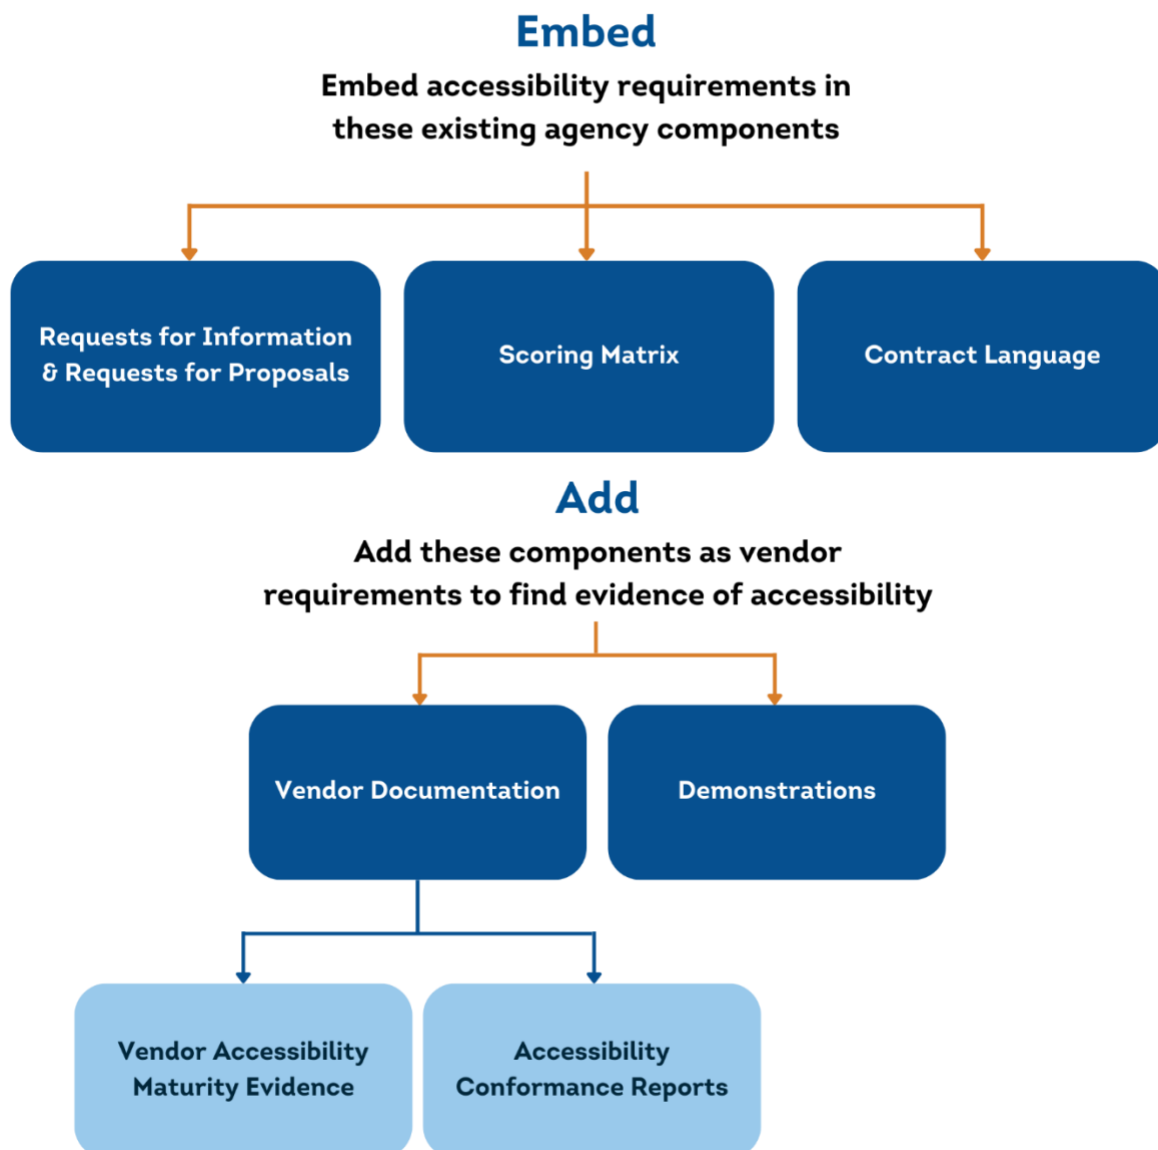 Embed
Embed accessibility requirements in
these existing agency components
Requests for Information
& Requests for Proposals
Scoring Matrix
Contract Language
Add
Add these components as vendor
requirements to find evidence of accessibility
Vendor Documentation
Demonstrations
Vendor Accessibility
Maturity Evidence
Accessibility
Conformance Reports